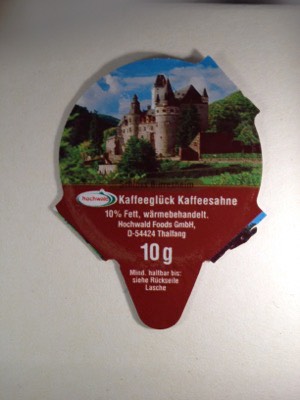 Hochwald
Kaffeeglück Kaffeesahne
10% Fett, wärmebehandelt.
Hochwald Foods GmbH,
D-54424 Thalfang
10 g
Mind. haltbar bis:
siehe Rückseite
Lasche